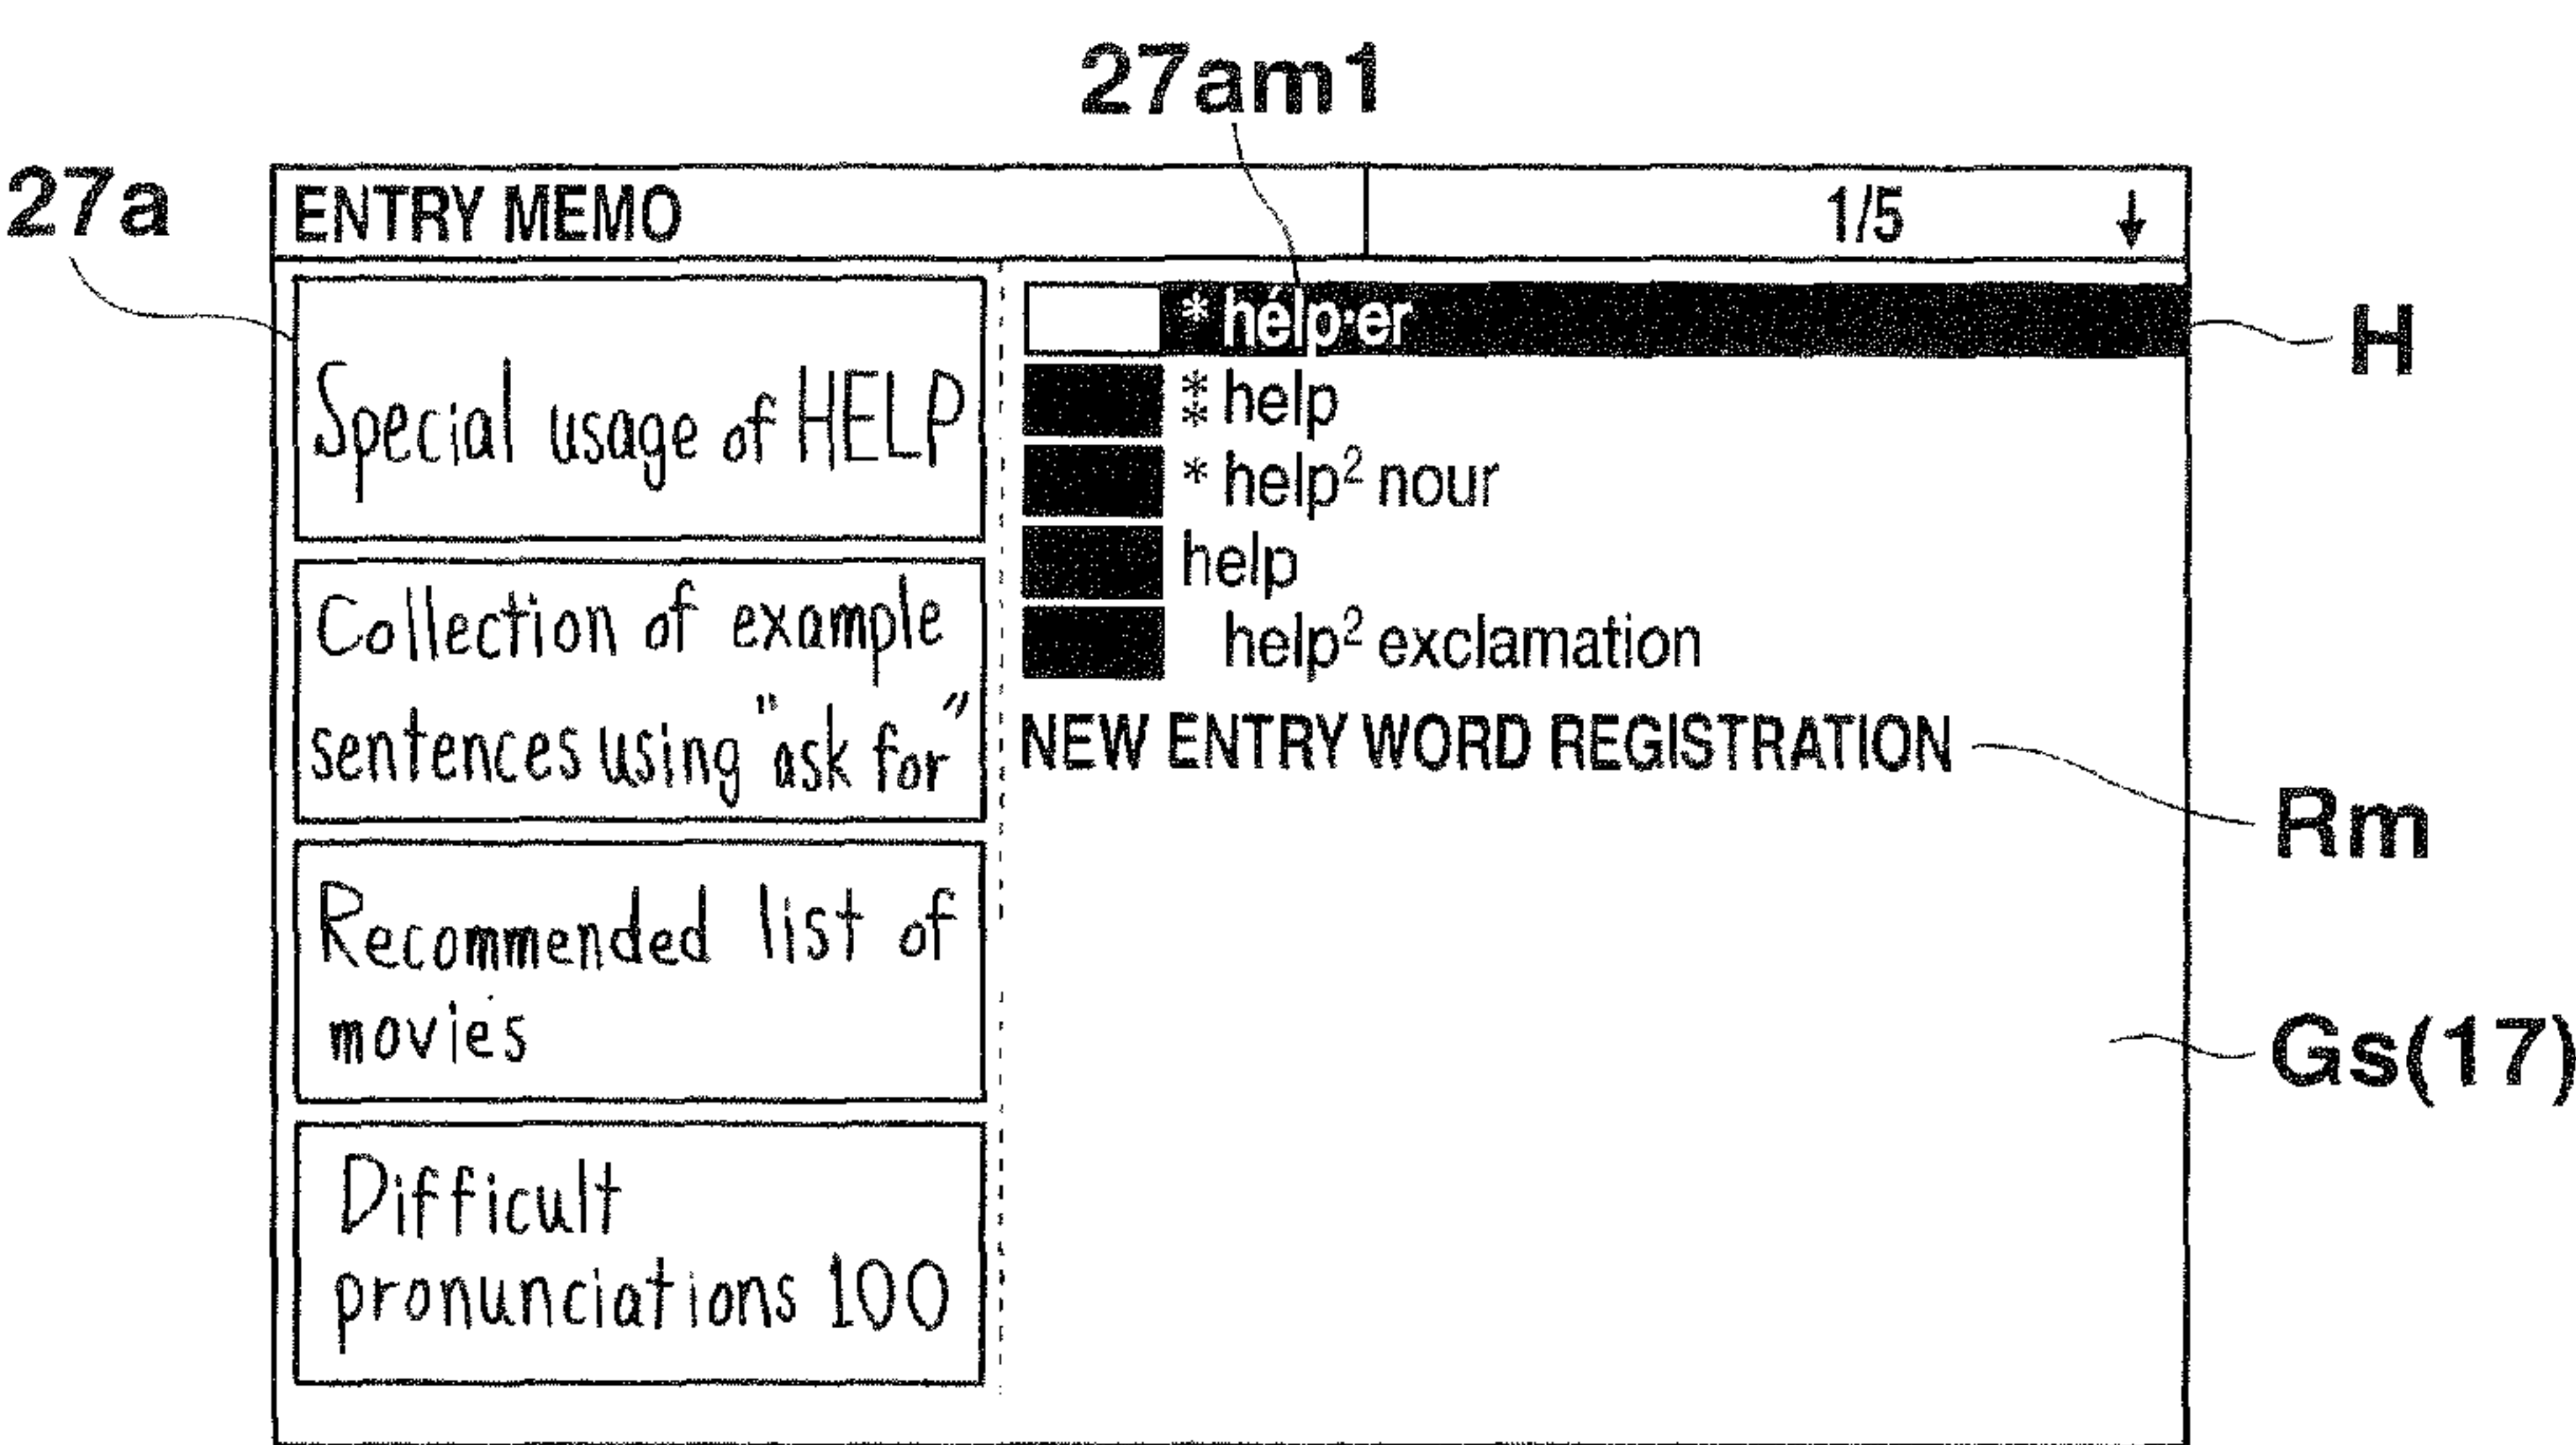 27am1
27a
ENTRY MEMO 1/5 ↓
Special usage of HELP
Collection of example
sentences using "ask for"
Recommended list of
movies
Difficult
pronunciations 100
* hélp·er
H
⁑ help
* help² nour
help
help² exclamation
NEW ENTRY WORD REGISTRATION
Rm
Gs(17)